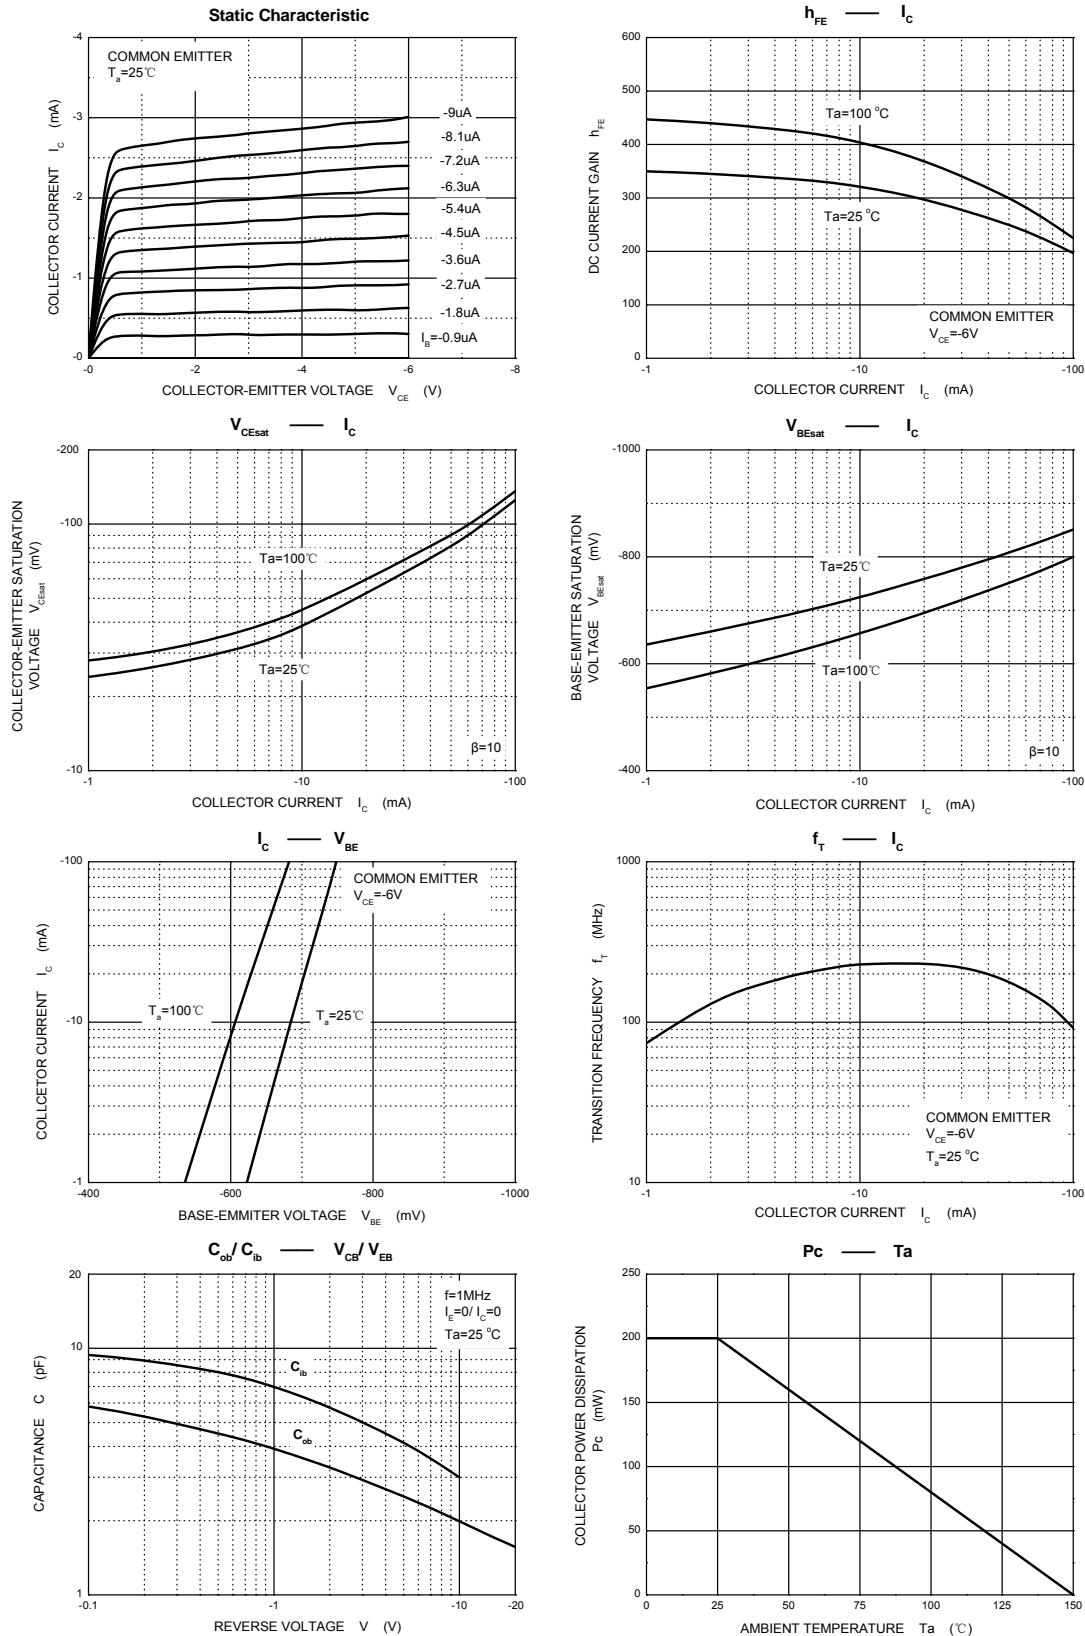 Static Characteristic
-4
-3
-2
-1
-0
-0
-2
-4
-6
-8
COMMON EMITTER
Ta=25℃
-9uA
-8.1uA
-7.2uA
-6.3uA
-5.4uA
-4.5uA
-3.6uA
-2.7uA
-1.8uA
IB=-0.9uA
COLLECTOR CURRENT IC (mA)
COLLECTOR-EMITTER VOLTAGE VCE (V)
hFE —— IC
600
500
400
300
200
100
0
-1
-10
-100
Ta=100 °C
Ta=25 °C
COMMON EMITTER
VCE=-6V
DC CURRENT GAIN hFE
COLLECTOR CURRENT IC (mA)
VCEsat —— IC
-200
-100
-10
-1
-10
-100
Ta=100℃
Ta=25℃
β=10
COLLECTOR-EMITTER SATURATION
VOLTAGE VCEsat (mV)
COLLECTOR CURRENT IC (mA)
VBEsat —— IC
-1000
-800
-600
-400
-1
-10
-100
Ta=25℃
Ta=100℃
β=10
BASE-EMITTER SATURATION
VOLTAGE VBEsat (mV)
COLLECTOR CURRENT IC (mA)
IC —— VBE
-100
-10
-1
-400
-600
-800
-1000
COMMON EMITTER
VCE=-6V
Ta=100℃
Ta=25℃
COLLCETOR CURRENT IC (mA)
BASE-EMMITER VOLTAGE VBE (mV)
fT —— IC
1000
100
10
-1
-10
-100
COMMON EMITTER
VCE=-6V
Ta=25 °C
TRANSITION FREQUENCY fT (MHz)
COLLECTOR CURRENT IC (mA)
Cob/ Cib —— VCB/ VEB
20
10
1
-0.1
-1
-10
-20
f=1MHz
IE=0/ IC=0
Ta=25 °C
Cib
Cob
CAPACITANCE C (pF)
REVERSE VOLTAGE V (V)
Pc —— Ta
250
200
150
100
50
0
0
25
50
75
100
125
150
COLLECTOR POWER DISSIPATION
Pc (mW)
AMBIENT TEMPERATURE Ta (℃)